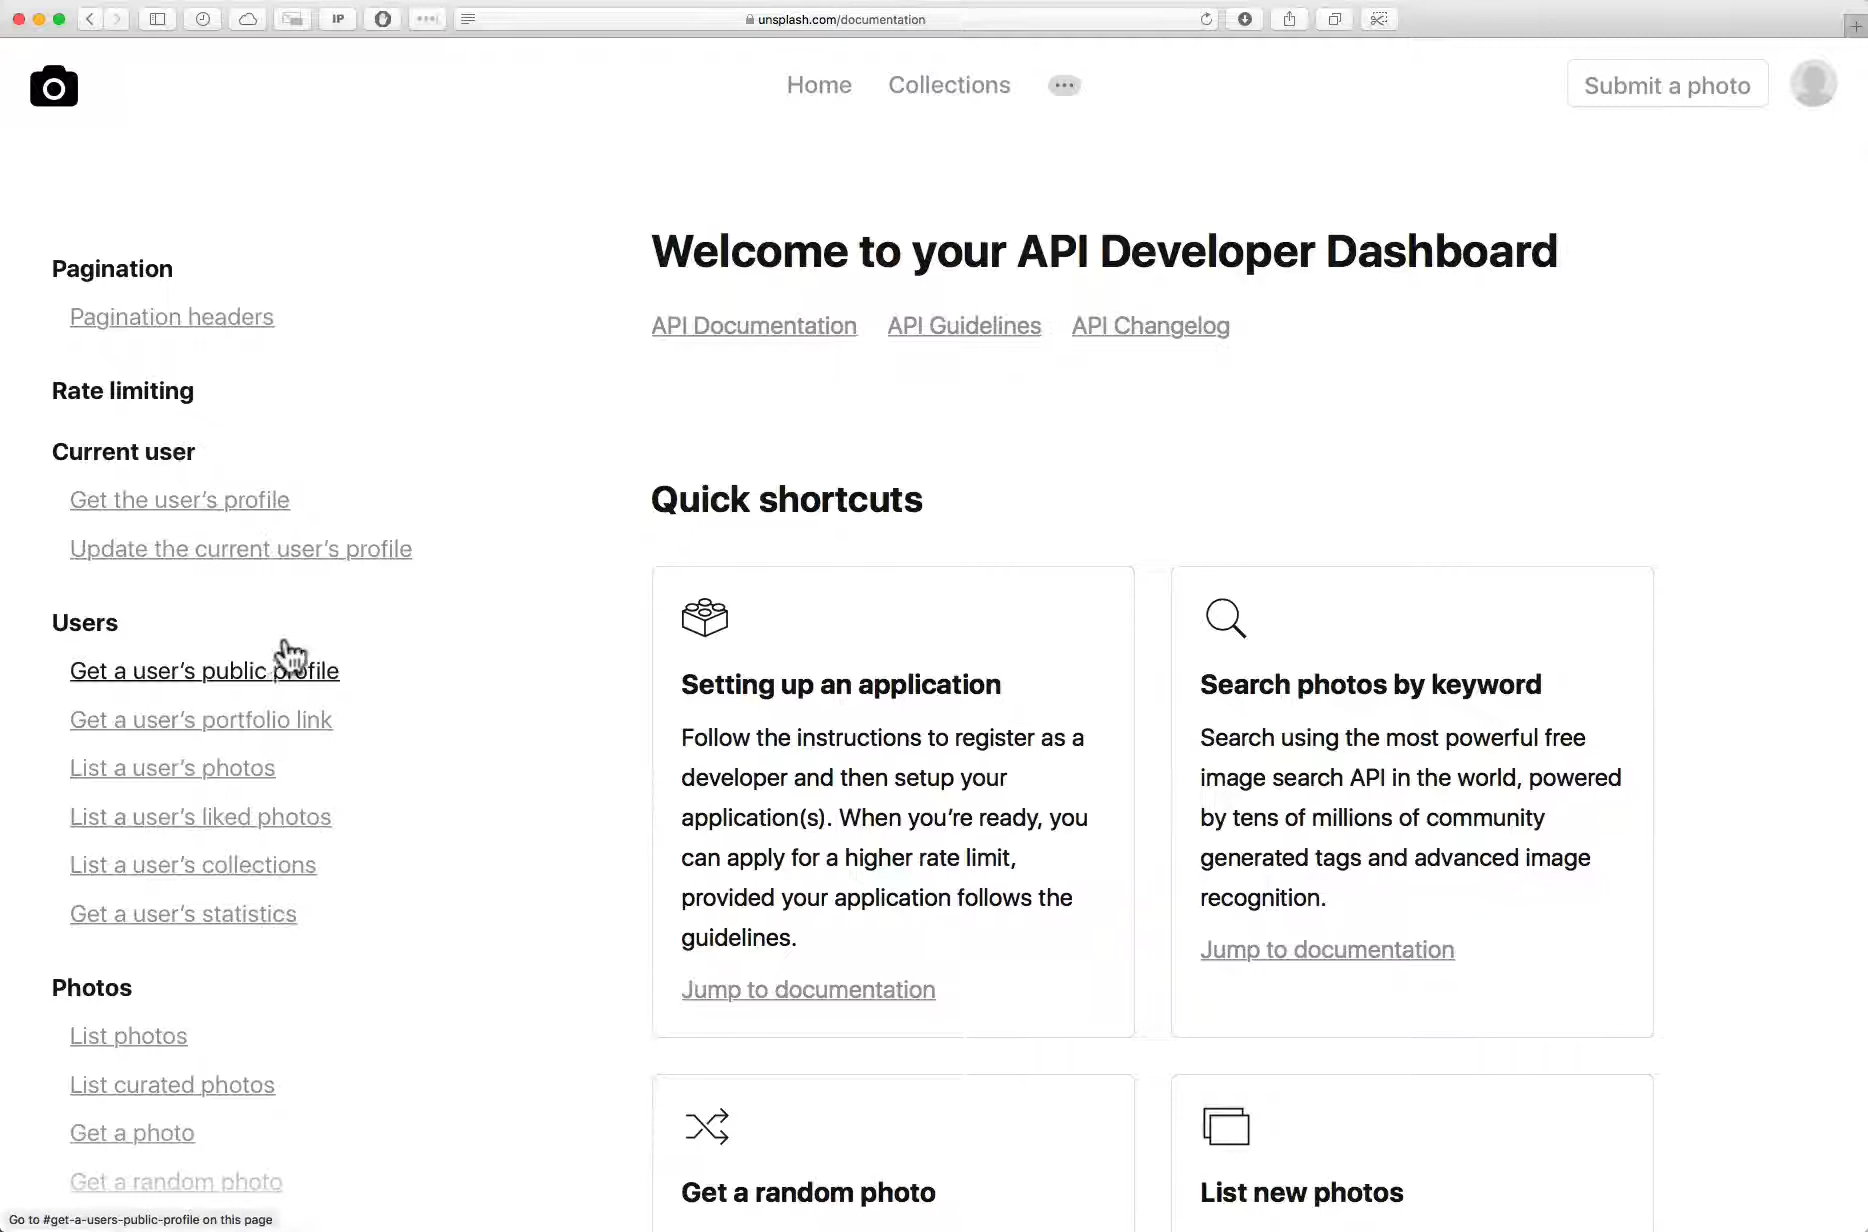 IP
unsplash.com/documentation
Home
Collections
Submit a photo
Pagination
Pagination headers
Rate limiting
Current user
Get the user’s profile
Update the current user’s profile
Users
Get a user’s public profile
Get a user’s portfolio link
List a user’s photos
List a user’s liked photos
List a user’s collections
Get a user’s statistics
Photos
List photos
List curated photos
Get a photo
Get a random photo
Go to #get-a-users-public-profile on this page
Welcome to your API Developer Dashboard
API Documentation
API Guidelines
API Changelog
Quick shortcuts
Setting up an application
Follow the instructions to register as a
developer and then setup your
application(s). When you’re ready, you
can apply for a higher rate limit,
provided your application follows the
guidelines.
Jump to documentation
Search photos by keyword
Search using the most powerful free
image search API in the world, powered
by tens of millions of community
generated tags and advanced image
recognition.
Jump to documentation
Get a random photo
List new photos